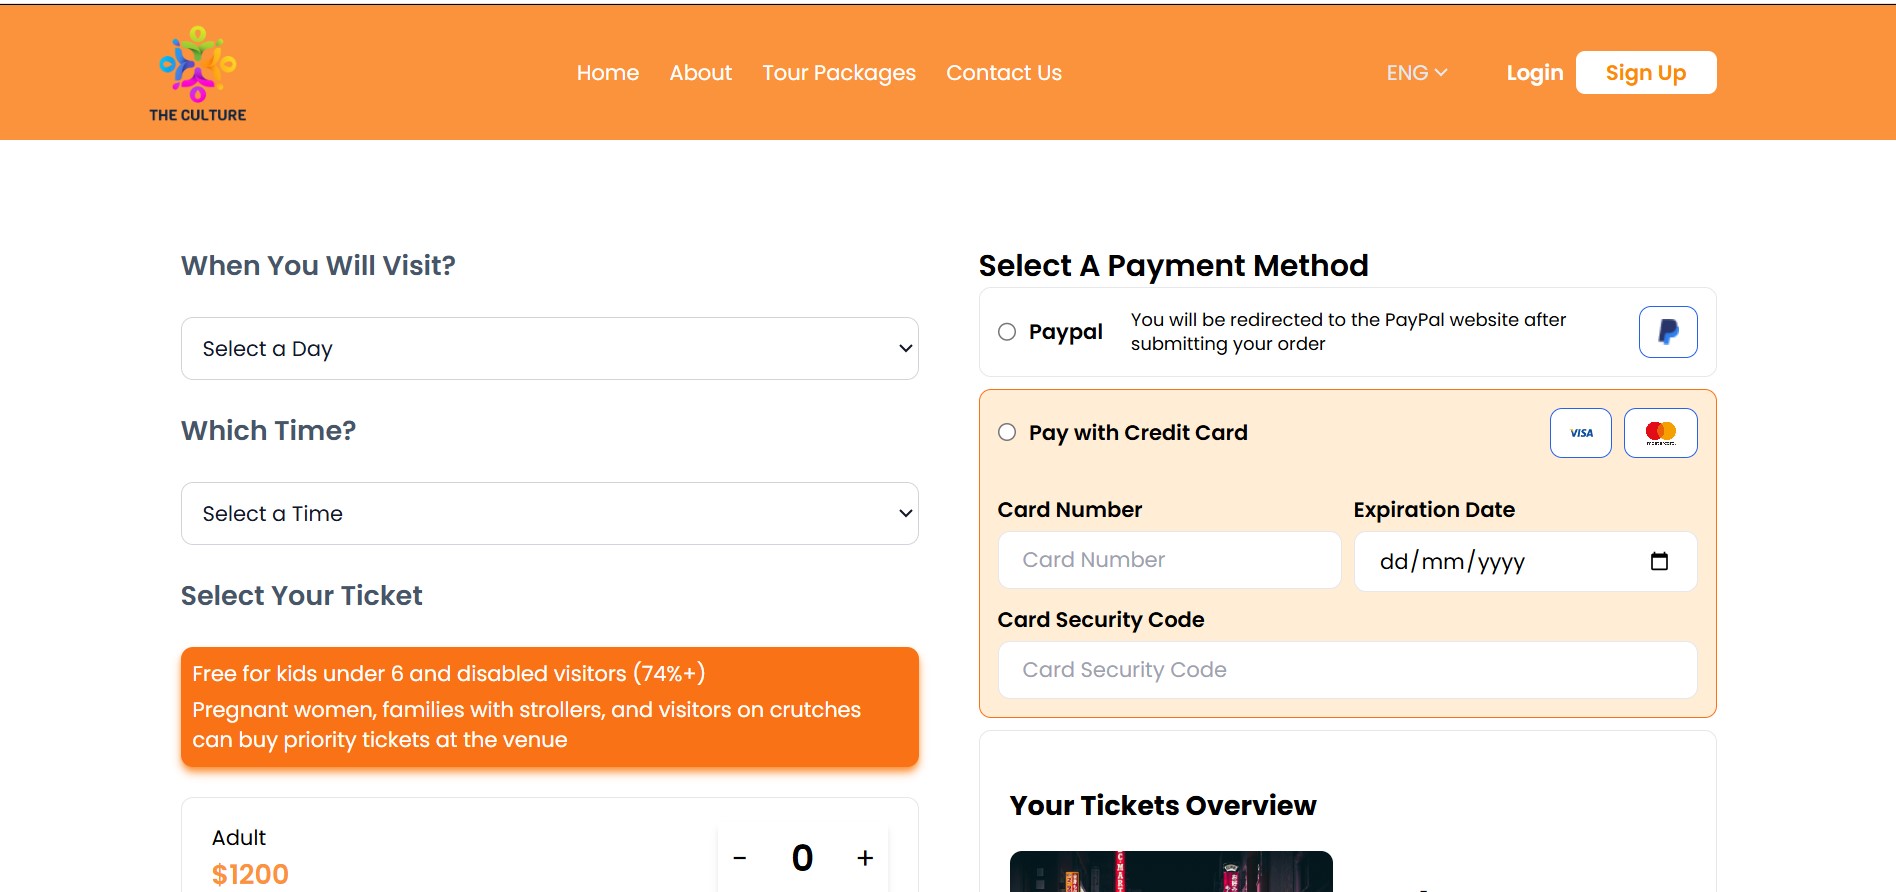 THE CULTURE
Home About Tour Packages Contact Us
ENG
Login Sign Up
When You Will Visit?
Select a Day
Which Time?
Select a Time
Select Your Ticket
Free for kids under 6 and disabled visitors (74%+)
Pregnant women, families with strollers, and visitors on crutches
can buy priority tickets at the venue
Adult
$1200
- 0 +
Select A Payment Method
Paypal
You will be redirected to the PayPal website after
submitting your order
Pay with Credit Card
VISA
mastercard
Card Number
Card Number
Expiration Date
dd/mm/yyyy
Card Security Code
Card Security Code
Your Tickets Overview